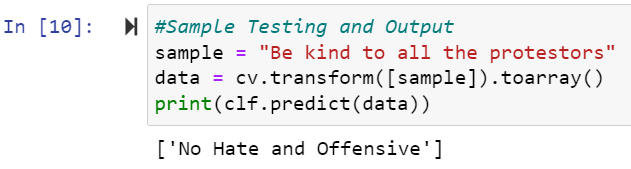 In [10]:
#Sample Testing and Output
sample = "Be kind to all the protestors"
data = cv.transform([sample]).toarray()
print(clf.predict(data))
['No Hate and Offensive']